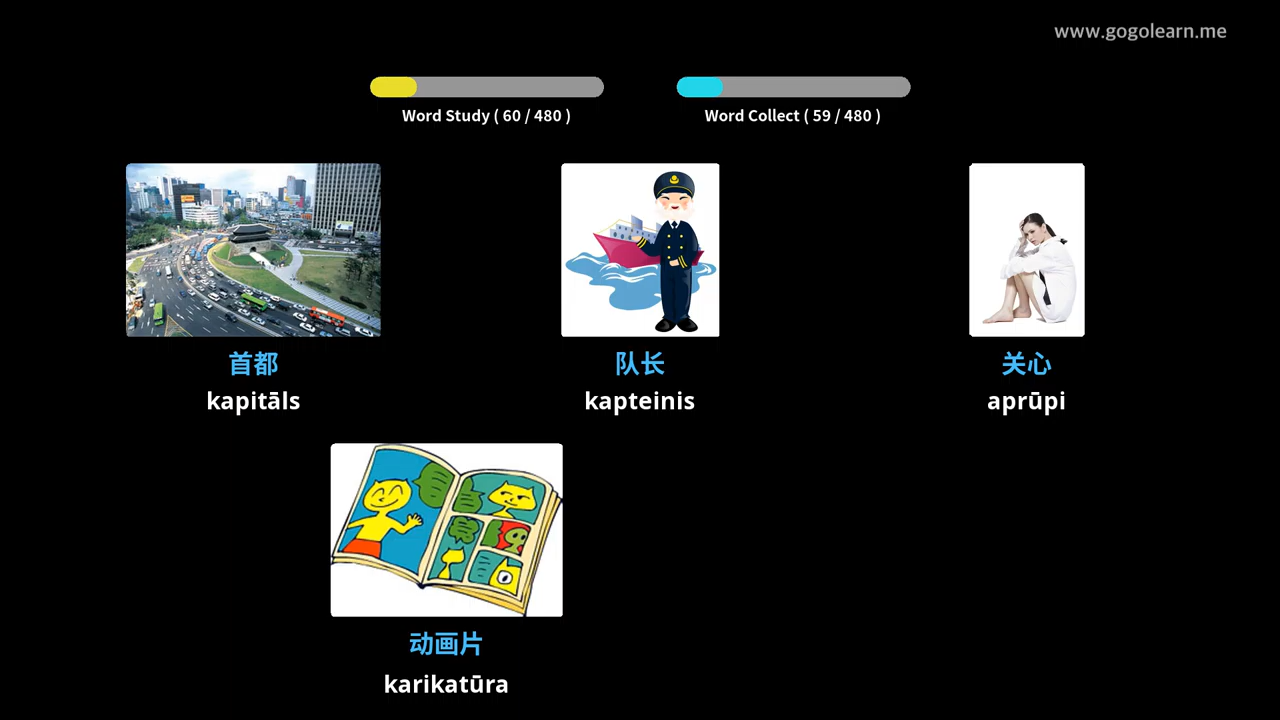 www.gogolearn.me
Word Study ( 60 / 480 )
Word Collect ( 59 / 480 )
首都
kapitāls
队长
kapteinis
关心
aprūpi
动画片
karikatūra